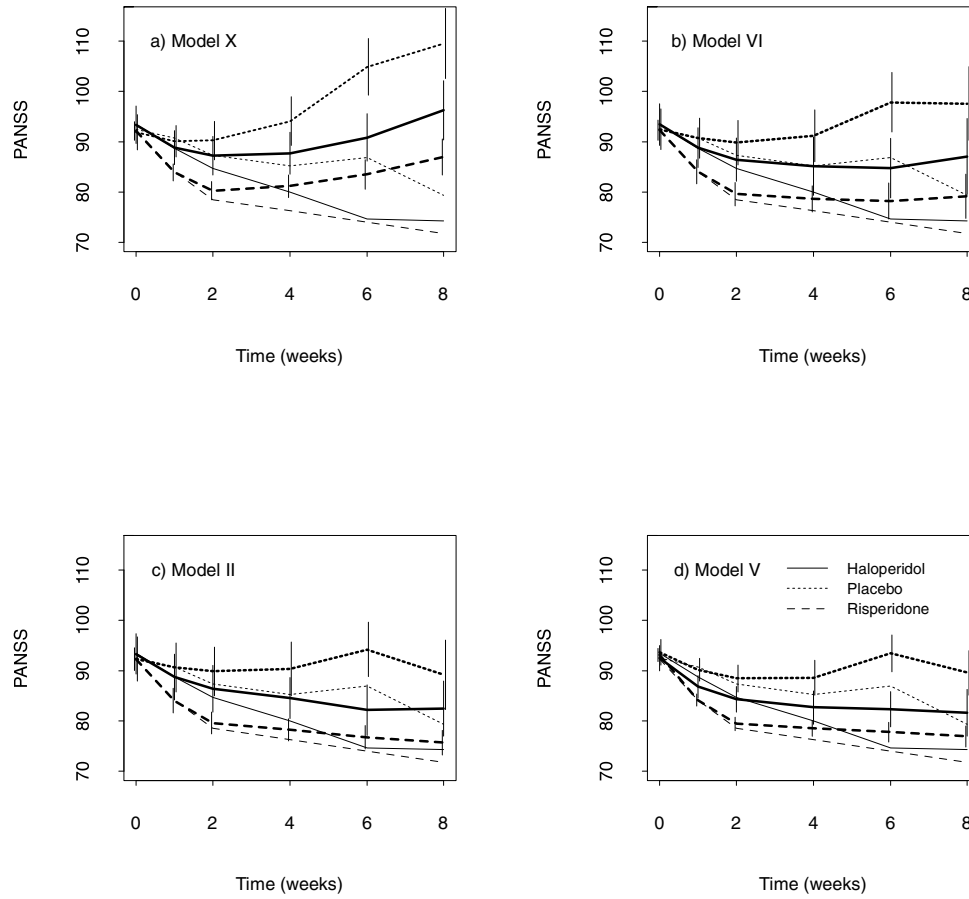 a) Model X
PANSS
110
100
90
80
70
0 2 4 6 8
Time (weeks)
b) Model VI
PANSS
110
100
90
80
70
0 2 4 6 8
Time (weeks)
c) Model II
PANSS
110
100
90
80
70
0 2 4 6 8
Time (weeks)
d) Model V
Haloperidol
Placebo
Risperidone
PANSS
110
100
90
80
70
0 2 4 6 8
Time (weeks)